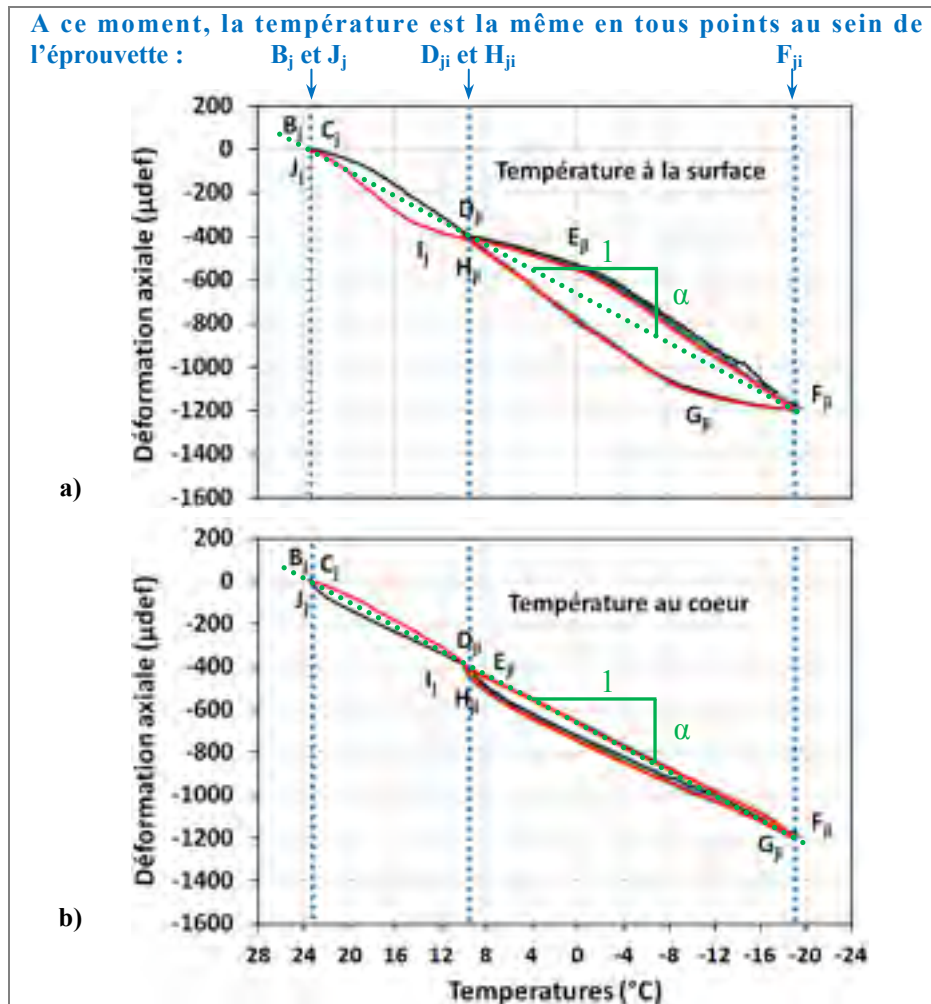 A ce moment, la température est la même en tous points au sein de
l'éprouvette : Bj et Jj Dji et Hji Fji
200
0
-200
-400
-600
-800
-1000
-1200
-1400
-1600
Déformation axiale (µdef)
Température à la surface
Bj Cj
Jj
Dji
Eji
Ij
Hji
1
α
Gji
Fji
a)
200
0
-200
-400
-600
-800
-1000
-1200
-1400
-1600
Déformation axiale (µdef)
Température au coeur
Bj Cj
Jj
Dji
Eji
Ij
Hji
1
α
Gji
Fji
b)
28 24 20 16 12 8 4 0 -4 -8 -12 -16 -20 -24
Temperatures (°C)